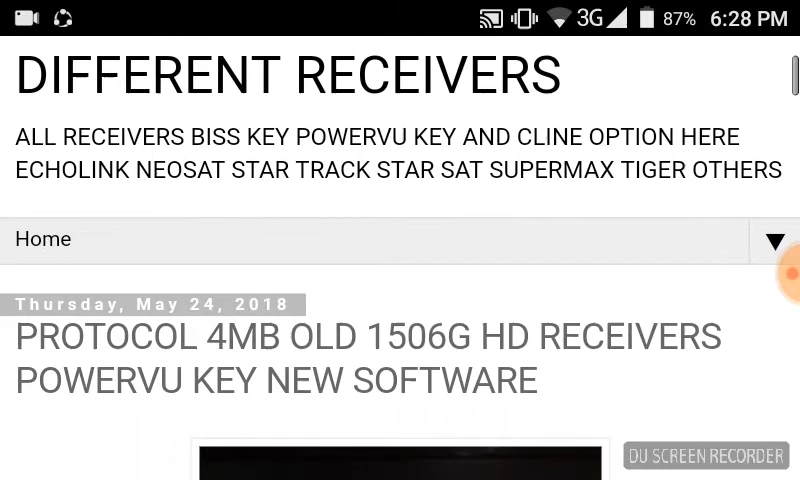 3G 87% 6:28 PM
DIFFERENT RECEIVERS
ALL RECEIVERS BISS KEY POWERVU KEY AND CLINE OPTION HERE
ECHOLINK NEOSAT STAR TRACK STAR SAT SUPERMAX TIGER OTHERS
Home
Thursday, May 24, 2018
PROTOCOL 4MB OLD 1506G HD RECEIVERS
POWERVU KEY NEW SOFTWARE
DU SCREEN RECORDER